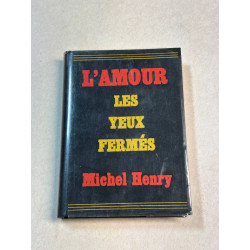 L'AMOUR
LES
YEUX
FERMÉS
Michel Henry